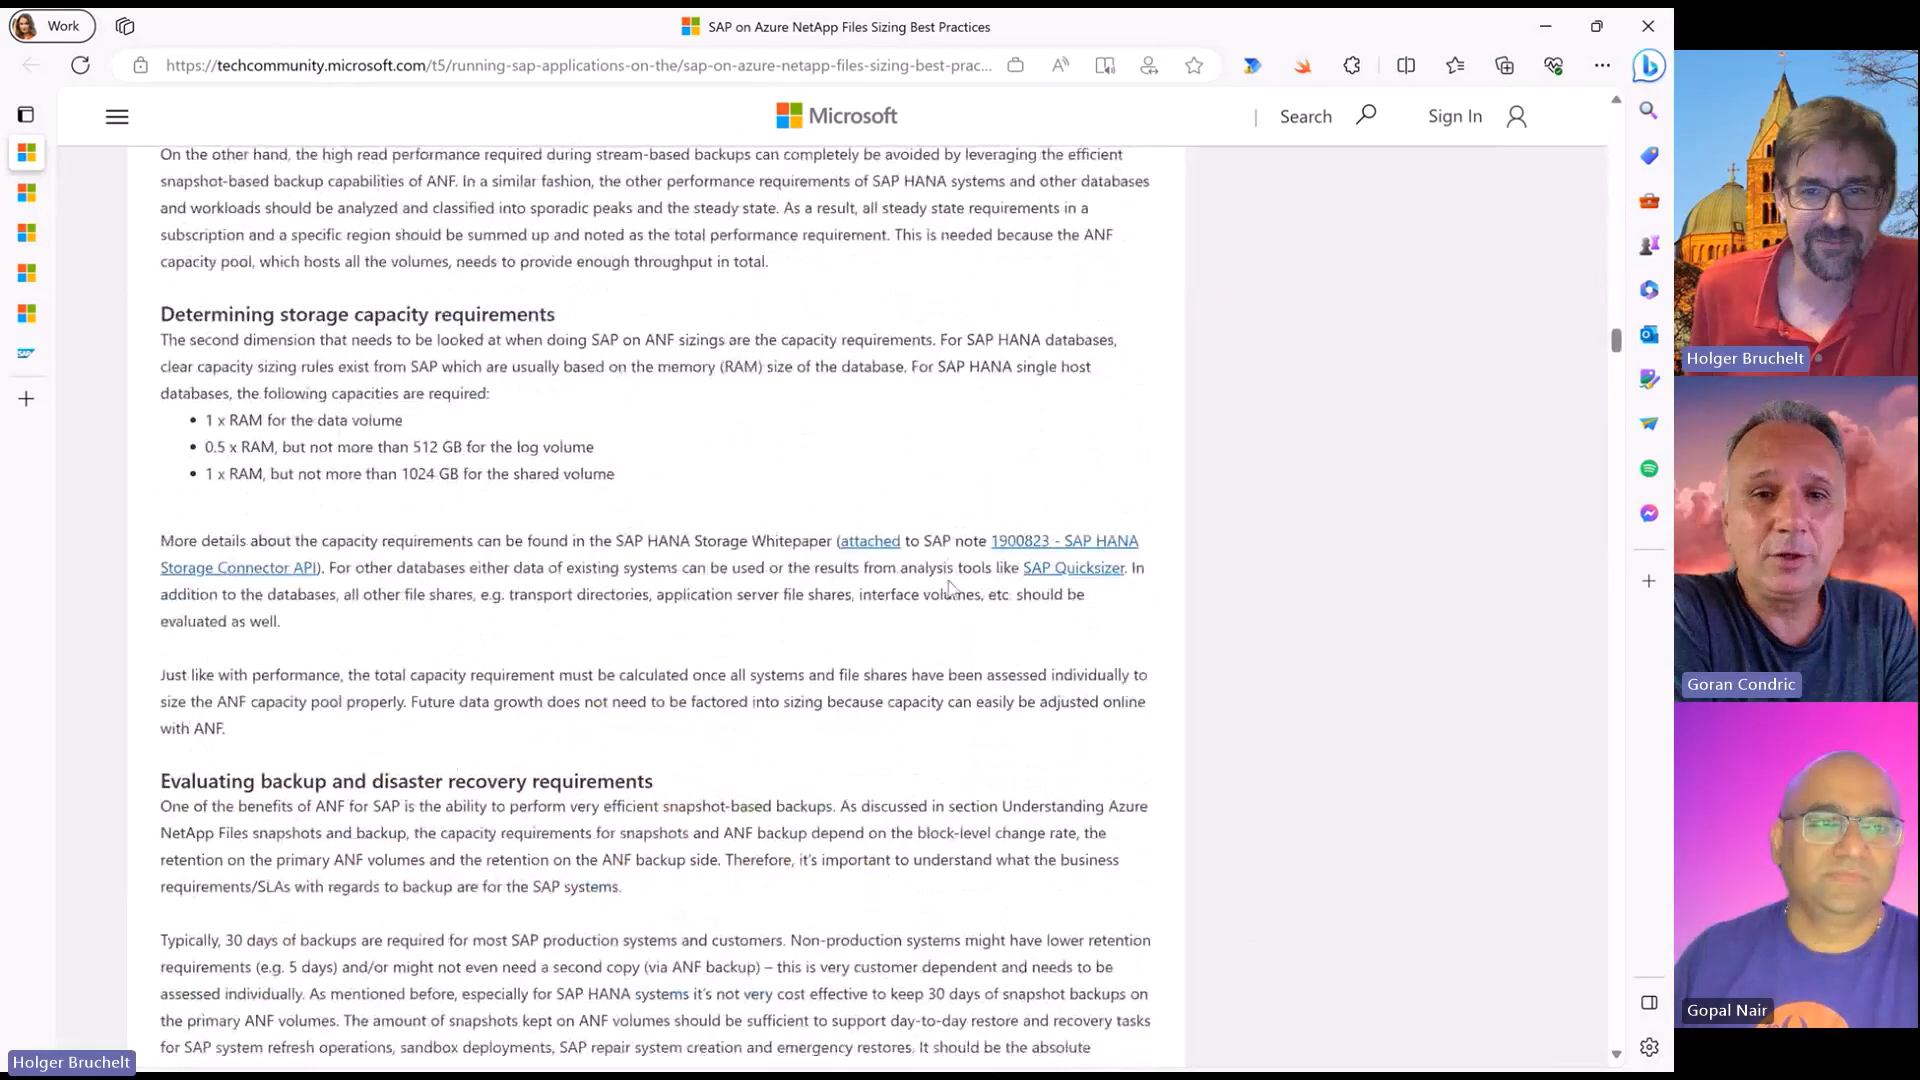 Work
SAP on Azure NetApp Files Sizing Best Practices
https://techcommunity.microsoft.com/t5/running-sap-applications-on-the/sap-on-azure-netapp-files-sizing-best-prac...
Microsoft
Search
Sign In
On the other hand, the high read performance required during stream-based backups can completely be avoided by leveraging the efficient
snapshot-based backup capabilities of ANF. In a similar fashion, the other performance requirements of SAP HANA systems and other databases
and workloads should be analyzed and classified into sporadic peaks and the steady state. As a result, all steady state requirements in a
subscription and a specific region should be summed up and noted as the total performance requirement. This is needed because the ANF
capacity pool, which hosts all the volumes, needs to provide enough throughput in total.
Determining storage capacity requirements
The second dimension that needs to be looked at when doing SAP on ANF sizings are the capacity requirements. For SAP HANA databases,
clear capacity sizing rules exist from SAP which are usually based on the memory (RAM) size of the database. For SAP HANA single host
databases, the following capacities are required:
• 1 x RAM for the data volume
• 0.5 x RAM, but not more than 512 GB for the log volume
• 1 x RAM, but not more than 1024 GB for the shared volume
More details about the capacity requirements can be found in the SAP HANA Storage Whitepaper (attached to SAP note 1900823 - SAP HANA
Storage Connector API). For other databases either data of existing systems can be used or the results from analysis tools like SAP Quicksizer. In
addition to the databases, all other file shares, e.g. transport directories, application server file shares, interface volumes, etc should be
evaluated as well.
Just like with performance, the total capacity requirement must be calculated once all systems and file shares have been assessed individually to
size the ANF capacity pool properly. Future data growth does not need to be factored into sizing because capacity can easily be adjusted online
with ANF.
Evaluating backup and disaster recovery requirements
One of the benefits of ANF for SAP is the ability to perform very efficient snapshot-based backups. As discussed in section Understanding Azure
NetApp Files snapshots and backup, the capacity requirements for snapshots and ANF backup depend on the block-level change rate, the
retention on the primary ANF volumes and the retention on the ANF backup side. Therefore, it's important to understand what the business
requirements/SLAs with regards to backup are for the SAP systems.
Typically, 30 days of backups are required for most SAP production systems and customers. Non-production systems might have lower retention
requirements (e.g. 5 days) and/or might not even need a second copy (via ANF backup) – this is very customer dependent and needs to be
assessed individually. As mentioned before, especially for SAP HANA systems it's not very cost effective to keep 30 days of snapshot backups on
the primary ANF volumes. The amount of snapshots kept on ANF volumes should be sufficient to support day-to-day restore and recovery tasks
for SAP system refresh operations, sandbox deployments, SAP repair system creation and emergency restores. It should be the absolute
Holger Bruchelt
Holger Bruchelt
Goran Condric
Gopal Nair